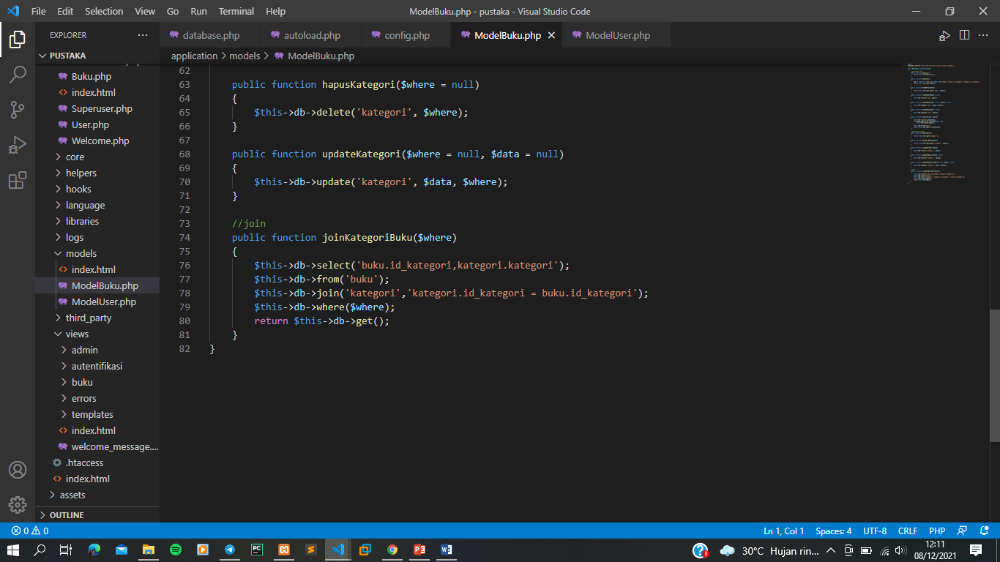 File Edit Selection View Go Run Terminal Help ModelBuku.php - pustaka - Visual Studio Code
EXPLORER
PUSTAKA
Buku.php
index.html
Superuser.php
User.php
Welcome.php
core
helpers
hooks
language
libraries
logs
models
index.html
ModelBuku.php
ModelUser.php
third_party
views
admin
autentifikasi
buku
errors
templates
index.html
welcome_message....
.htaccess
index.html
assets
OUTLINE
database.php autoload.php config.php ModelBuku.php ModelUser.php
application > models > ModelBuku.php
62
63 public function hapusKategori($where = null)
64 {
65 $this->db->delete('kategori', $where);
66 }
67
68 public function updateKategori($where = null, $data = null)
69 {
70 $this->db->update('kategori', $data, $where);
71 }
72
73 //join
74 public function joinKategoriBuku($where)
75 {
76 $this->db->select('buku.id_kategori,kategori.kategori');
77 $this->db->from('buku');
78 $this->db->join('kategori','kategori.id_kategori = buku.id_kategori');
79 $this->db->where($where);
80 return $this->db->get();
81 }
82 }
0 0 Ln 1, Col 1 Spaces: 4 UTF-8 CRLF PHP
30°C Hujan rin... 12:11
08/12/2021